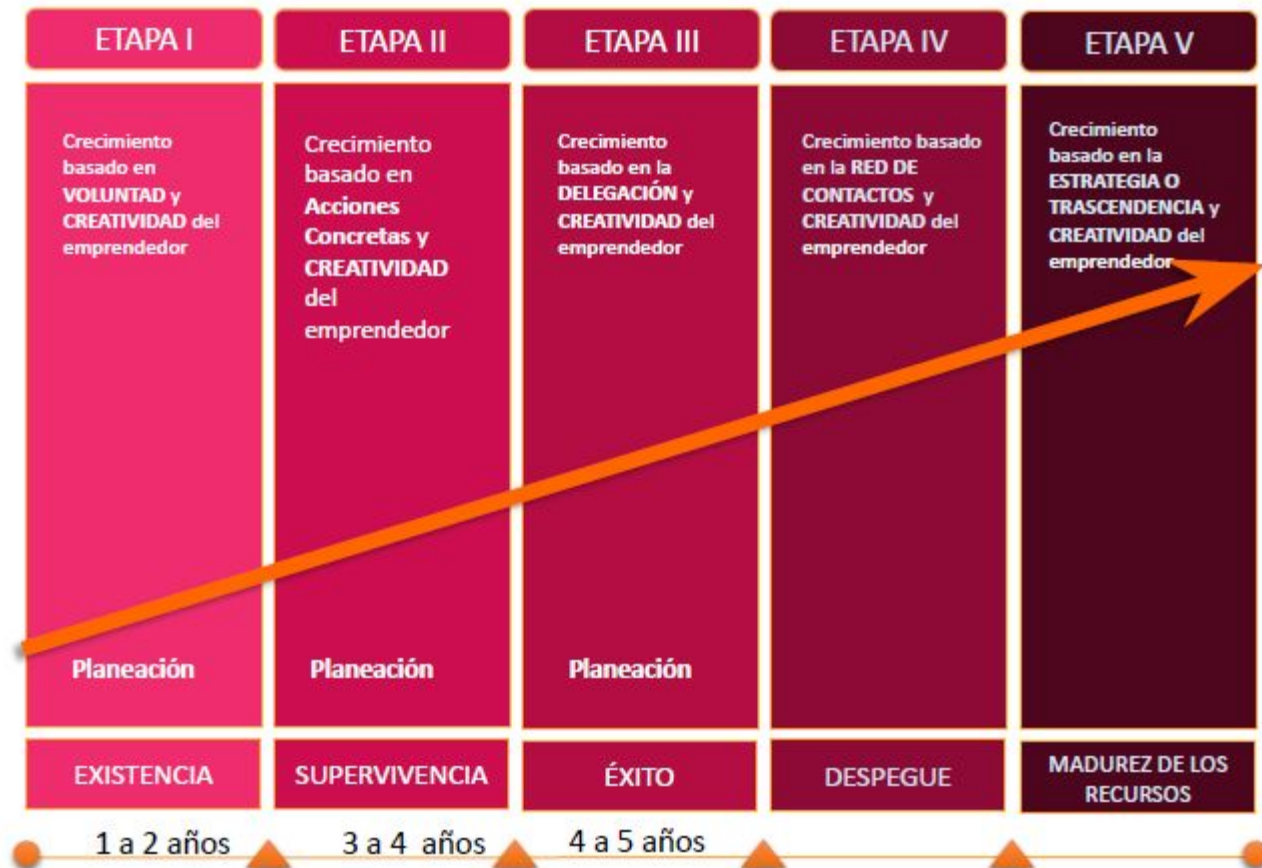 ETAPA I
ETAPA II
ETAPA III
ETAPA IV
ETAPA V
Crecimiento
basado en
VOLUNTAD y
CREATIVIDAD del
emprendedor
Crecimiento
basado en
Acciones
Concretas y
CREATIVIDAD
del
emprendedor
Crecimiento
basado en la
DELEGACIÓN y
CREATIVIDAD del
emprendedor
Crecimiento basado
en la RED DE
CONTACTOS y
CREATIVIDAD del
emprendedor
Crecimiento
basado en la
ESTRATEGIA O
TRASCENDENCIA y
CREATIVIDAD del
emprendedor
Planeación
Planeación
Planeación
EXISTENCIA
SUPERVIVENCIA
ÉXITO
DESPEGUE
MADUREZ DE LOS
RECURSOS
1 a 2 años
3 a 4 años
4 a 5 años